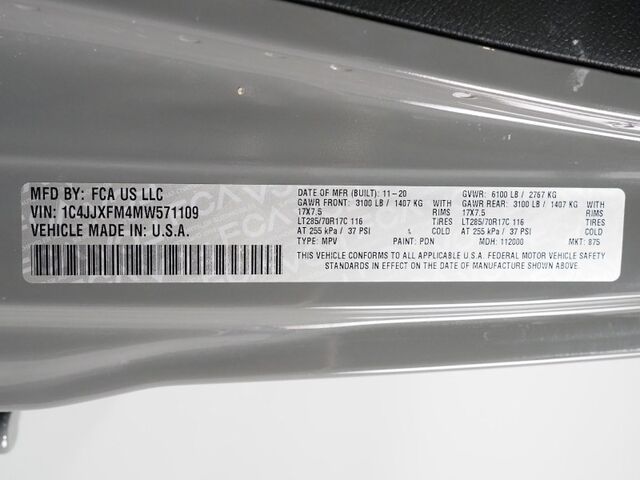 MFD BY: FCA US LLC
VIN: 1C4JJXFM4MW571109
VEHICLE MADE IN: U.S.A.
DATE OF MFR (BUILT): 11-20
GAWR FRONT: 3100 LB / 1407 KG WITH
17X7.5 RIMS
LT285/70R17C 116 TIRES
AT 255 kPa / 37 PSI COLD
TYPE: MPV PAINT: PDN
GVWR: 6100 LB / 2767 KG
GAWR REAR: 3100 LB / 1407 KG WITH
17X7.5 RIMS
LT285/70R17C 116 TIRES
AT 255 kPa / 37 PSI COLD
MDH: 112000 MKT: 875
THIS VEHICLE CONFORMS TO ALL APPLICABLE U.S.A. FEDERAL MOTOR VEHICLE SAFETY
STANDARDS IN EFFECT ON THE DATE OF MANUFACTURE SHOWN ABOVE.